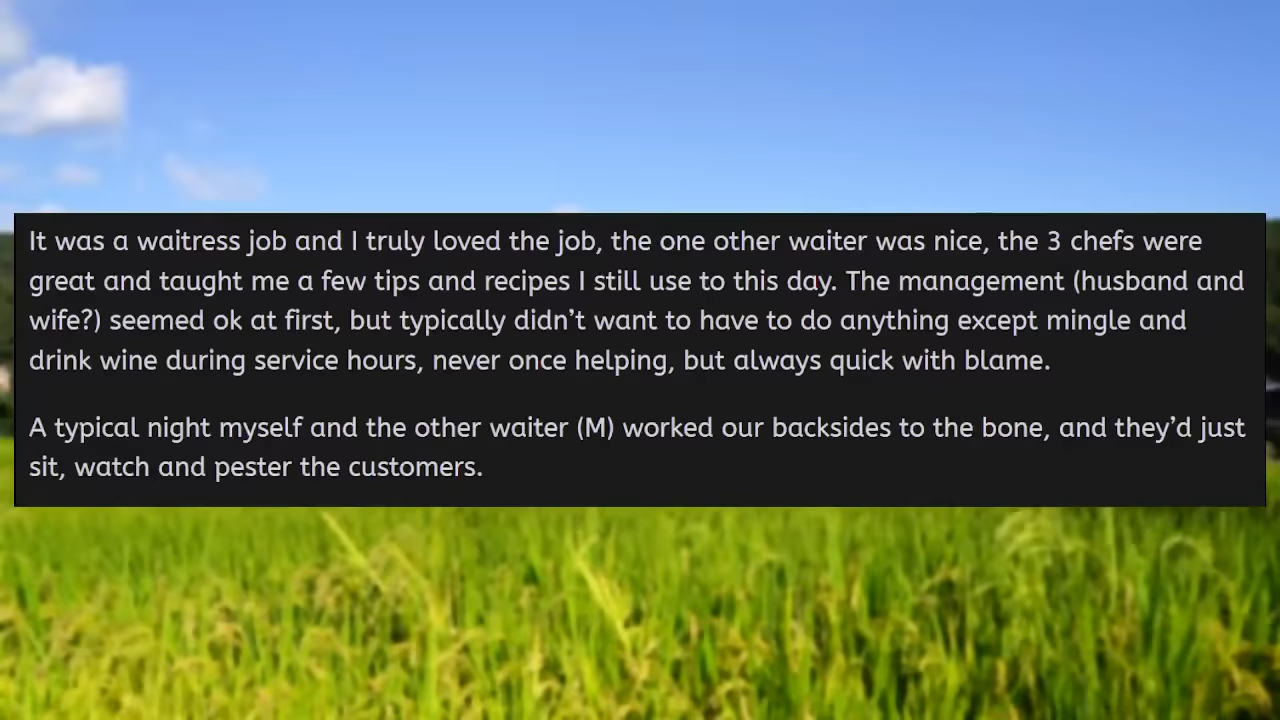 It was a waitress job and I truly loved the job, the one other waiter was nice, the 3 chefs were
great and taught me a few tips and recipes I still use to this day. The management (husband and
wife?) seemed ok at first, but typically didn’t want to have to do anything except mingle and
drink wine during service hours, never once helping, but always quick with blame.
A typical night myself and the other waiter (M) worked our backsides to the bone, and they’d just
sit, watch and pester the customers.